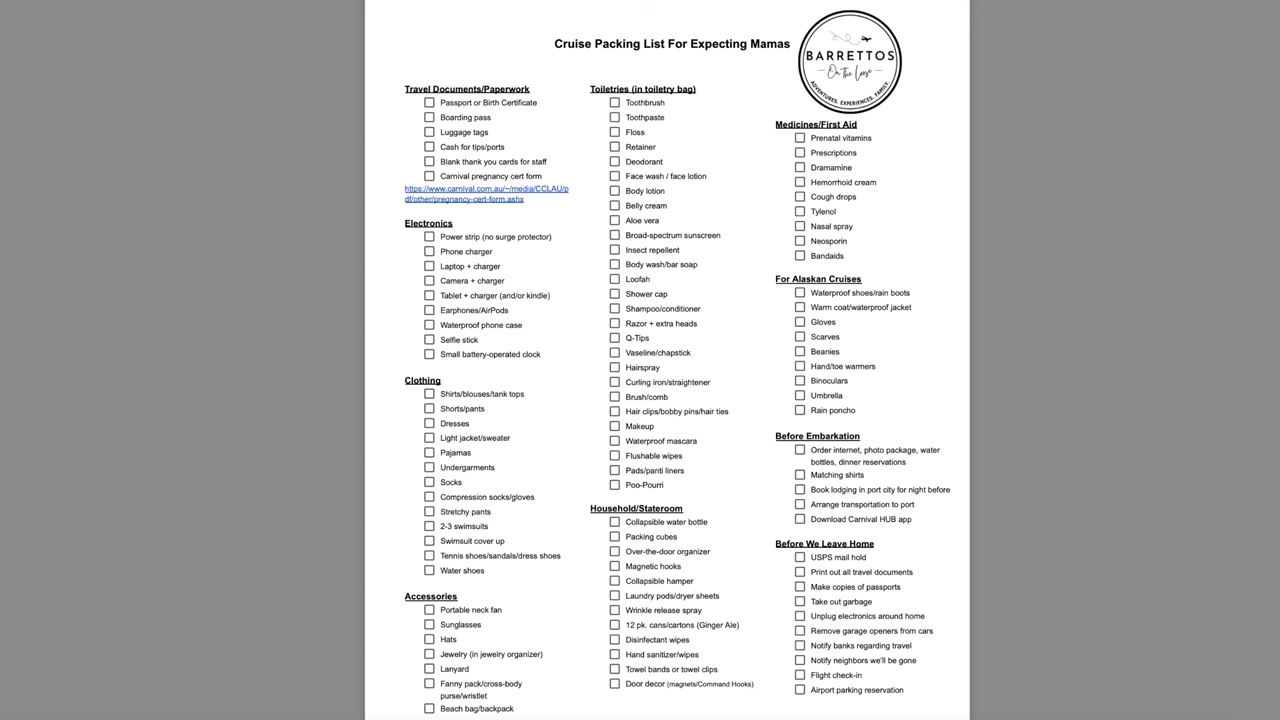 Cruise Packing List For Expecting Mamas
BARRETTOS
On the Loose
ADVENTURES. EXPERIENCES. FAMILY.
Travel Documents/Paperwork
Passport or Birth Certificate
Boarding pass
Luggage tags
Cash for tips/ports
Blank thank you cards for staff
Carnival pregnancy cert form
https://www.carnival.com.au/~/media/CCLAU/p
df/other/pregnancy-cert-form.ashx
Electronics
Power strip (no surge protector)
Phone charger
Laptop + charger
Camera + charger
Tablet + charger (and/or kindle)
Earphones/AirPods
Waterproof phone case
Selfie stick
Small battery-operated clock
Clothing
Shirts/blouses/tank tops
Shorts/pants
Dresses
Light jacket/sweater
Pajamas
Undergarments
Socks
Compression socks/gloves
Stretchy pants
2-3 swimsuits
Swimsuit cover up
Tennis shoes/sandals/dress shoes
Water shoes
Accessories
Portable neck fan
Sunglasses
Hats
Jewelry (in jewelry organizer)
Lanyard
Fanny pack/cross-body
purse/wristlet
Beach bag/backpack
Toiletries (in toiletry bag)
Toothbrush
Toothpaste
Floss
Retainer
Deodorant
Face wash / face lotion
Body lotion
Belly cream
Aloe vera
Broad-spectrum sunscreen
Insect repellent
Body wash/bar soap
Loofah
Shower cap
Shampoo/conditioner
Razor + extra heads
Q-Tips
Vaseline/chapstick
Hairspray
Curling iron/straightener
Brush/comb
Hair clips/bobby pins/hair ties
Makeup
Waterproof mascara
Flushable wipes
Pads/panti liners
Poo-Pourri
Household/Stateroom
Collapsible water bottle
Packing cubes
Over-the-door organizer
Magnetic hooks
Collapsible hamper
Laundry pods/dryer sheets
Wrinkle release spray
12 pk. cans/cartons (Ginger Ale)
Disinfectant wipes
Hand sanitizer/wipes
Towel bands or towel clips
Door decor (magnets/Command Hooks)
Medicines/First Aid
Prenatal vitamins
Prescriptions
Dramamine
Hemorrhoid cream
Cough drops
Tylenol
Nasal spray
Neosporin
Bandaids
For Alaskan Cruises
Waterproof shoes/rain boots
Warm coat/waterproof jacket
Gloves
Scarves
Beanies
Hand/toe warmers
Binoculars
Umbrella
Rain poncho
Before Embarkation
Order internet, photo package, water
bottles, dinner reservations
Matching shirts
Book lodging in port city for night before
Arrange transportation to port
Download Carnival HUB app
Before We Leave Home
USPS mail hold
Print out all travel documents
Make copies of passports
Take out garbage
Unplug electronics around home
Remove garage openers from cars
Notify banks regarding travel
Notify neighbors we'll be gone
Flight check-in
Airport parking reservation